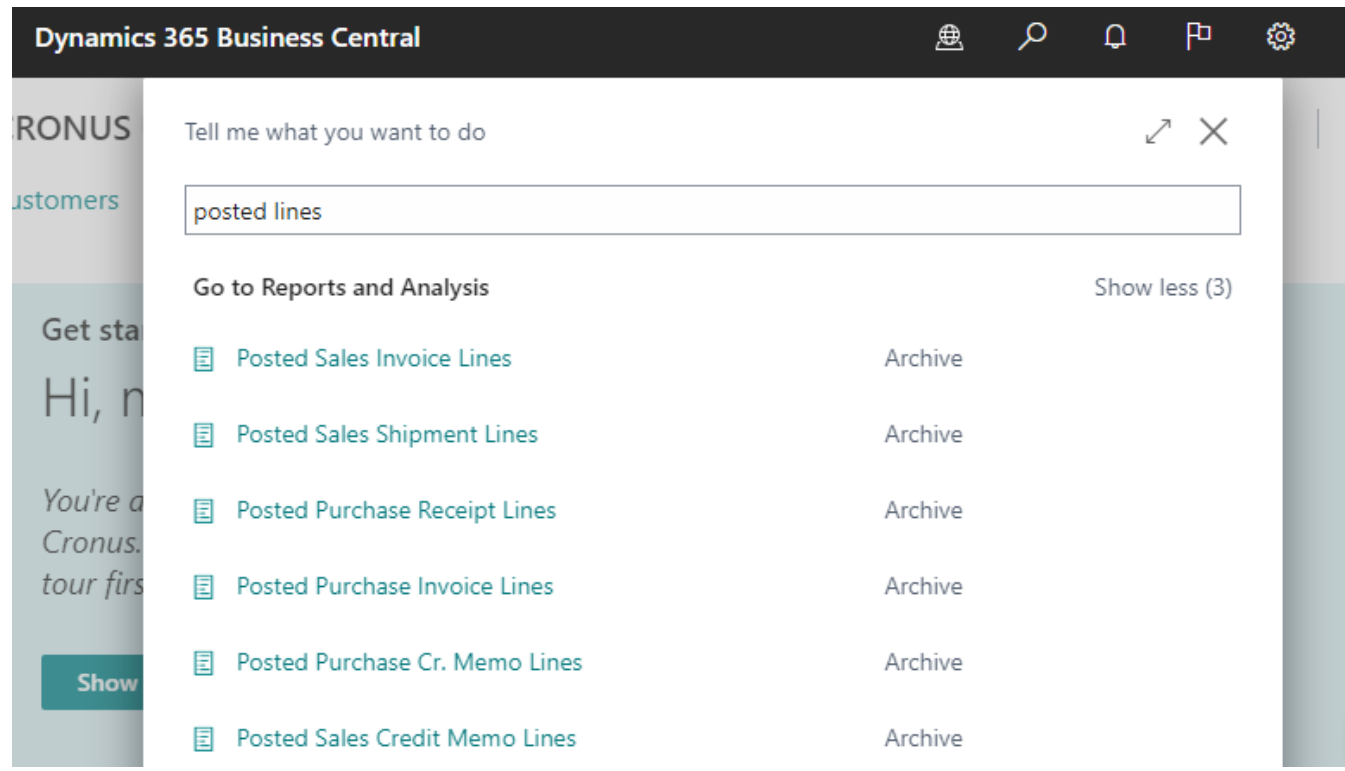 Dynamics 365 Business Central
CRONUS
Tell me what you want to do
ustomers
posted lines
Go to Reports and Analysis Show less (3)
Get sta
Posted Sales Invoice Lines Archive
Hi, n
Posted Sales Shipment Lines Archive
You're a
Posted Purchase Receipt Lines Archive
Cronus.
tour firs
Posted Purchase Invoice Lines Archive
Posted Purchase Cr. Memo Lines Archive
Show
Posted Sales Credit Memo Lines Archive